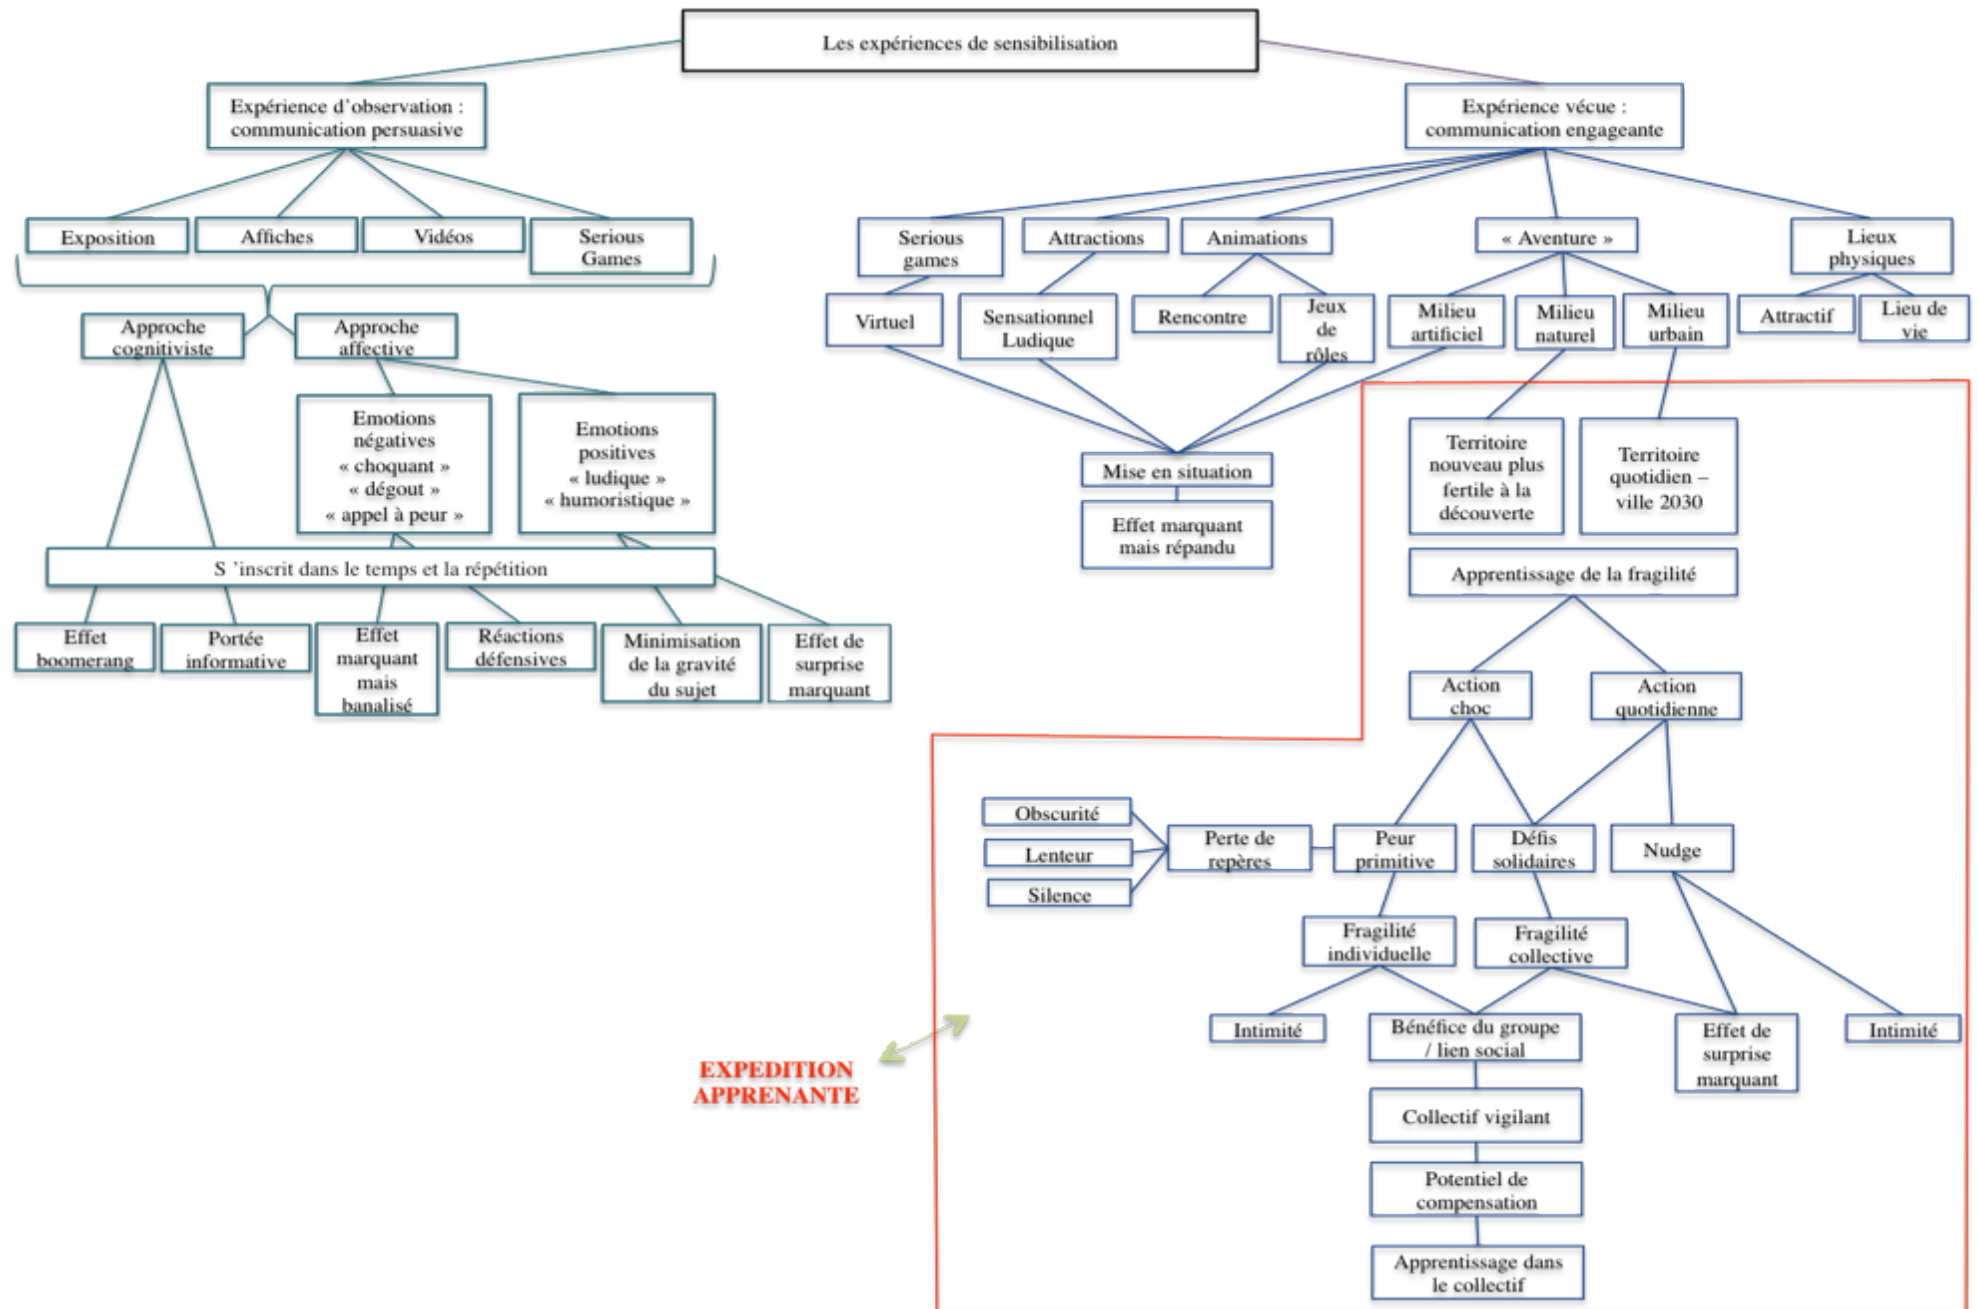 Les expériences de sensibilisation
Expérience d'observation :
communication persuasive
Expérience vécue :
communication engageante
Exposition
Affiches
Vidéos
Serious
Games
Serious
games
Attractions
Animations
« Aventure »
Lieux
physiques
Approche
cognitiviste
Approche
affective
Virtuel
Sensationnel
Ludique
Rencontre
Jeux
de
rôles
Milieu
artificiel
Milieu
naturel
Milieu
urbain
Attractif
Lieu de
vie
Emotions
négatives
« choquant »
« dégout »
« appel à peur »
Emotions
positives
« ludique »
« humoristique »
Mise en situation
Effet marquant
mais répandu
Territoire
nouveau plus
fertile à la
découverte
Territoire
quotidien –
ville 2030
S 'inscrit dans le temps et la répétition
Apprentissage de la fragilité
Effet
boomerang
Portée
informative
Effet
marquant
mais
banalisé
Réactions
défensives
Minimisation
de la gravité
du sujet
Effet de
surprise
marquant
Action
choc
Action
quotidienne
Obscurité
Lenteur
Silence
Perte de
repères
Peur
primitive
Défis
solidaires
Nudge
Fragilité
individuelle
Fragilité
collective
Intimité
Bénéfice du groupe
/ lien social
Effet de
surprise
marquant
Intimité
EXPEDITION
APPRENANTE
Collectif vigilant
Potentiel de
compensation
Apprentissage dans
le collectif